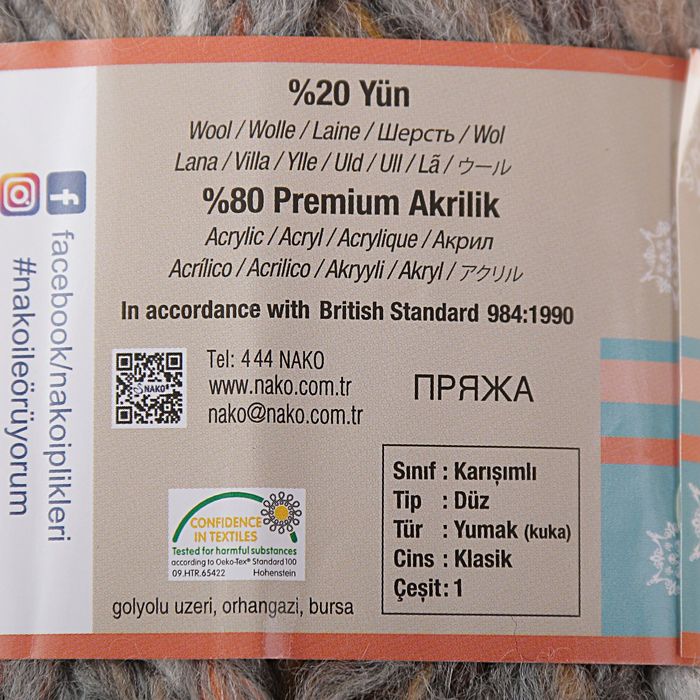 %20 Yün
Wool / Wolle / Laine / Шерсть / Wol
Lana / Villa / Ylle / Uld / Ull / Lã / ウール
%80 Premium Akrilik
Acrylic / Acryl / Acrylique / Акрил
Acrílico / Acrilico / Akryyli / Akryl / アクリル
In accordance with British Standard 984:1990
facebook/nakoiplikleri
#nakoileörüyorum
NAKO
Tel: 444 NAKO
www.nako.com.tr
nako@nako.com.tr
ПРЯЖА
CONFIDENCE
IN TEXTILES
Tested for harmful substances
according to Oeko-Tex® Standard 100
09.HTR.65422 Hohenstein
golyolu uzeri, orhangazi, bursa
Sınıf : Karışımlı
Tip : Düz
Tür : Yumak (kuka)
Cins : Klasik
Çeşit: 1